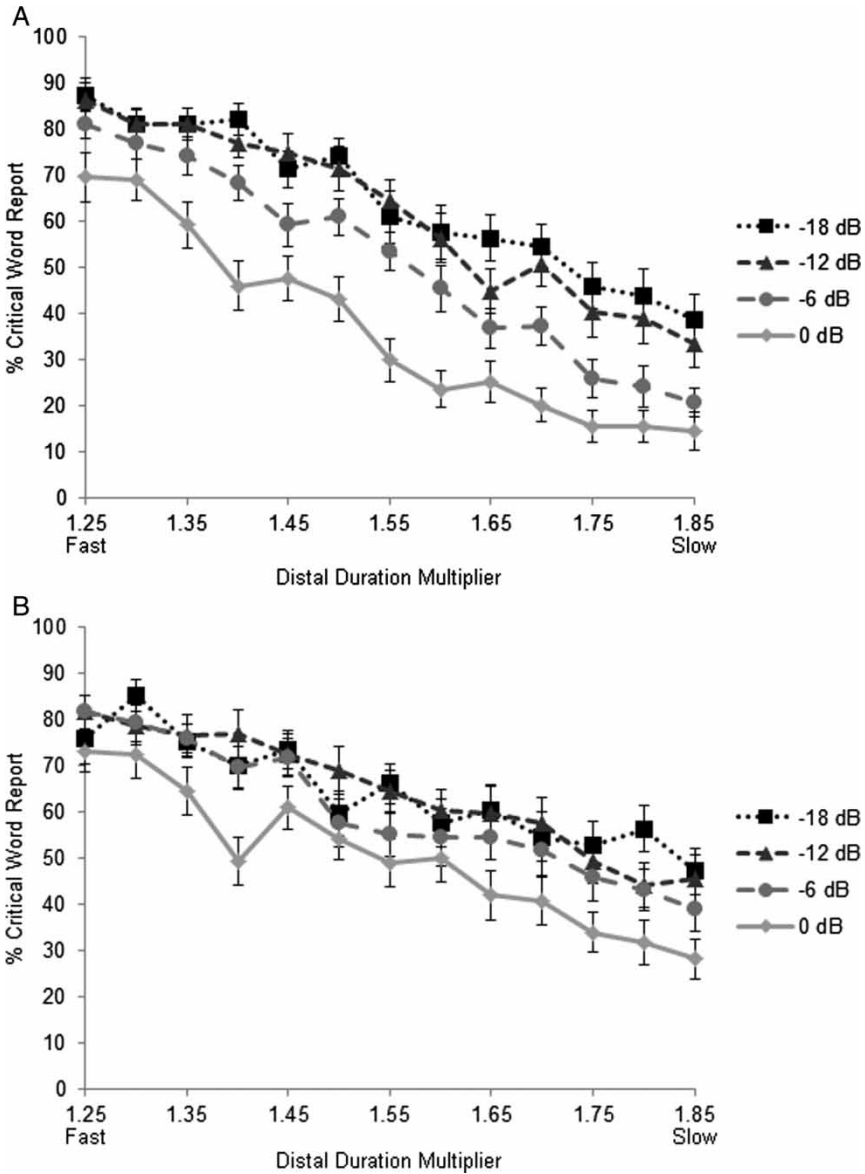 A
100
90
80
70
60
50
40
30
20
10
0
% Critical Word Report
1.25 1.35 1.45 1.55 1.65 1.75 1.85
Fast Slow
Distal Duration Multiplier
-18 dB
-12 dB
-6 dB
0 dB
B
100
90
80
70
60
50
40
30
20
10
0
% Critical Word Report
1.25 1.35 1.45 1.55 1.65 1.75 1.85
Fast Slow
Distal Duration Multiplier
-18 dB
-12 dB
-6 dB
0 dB